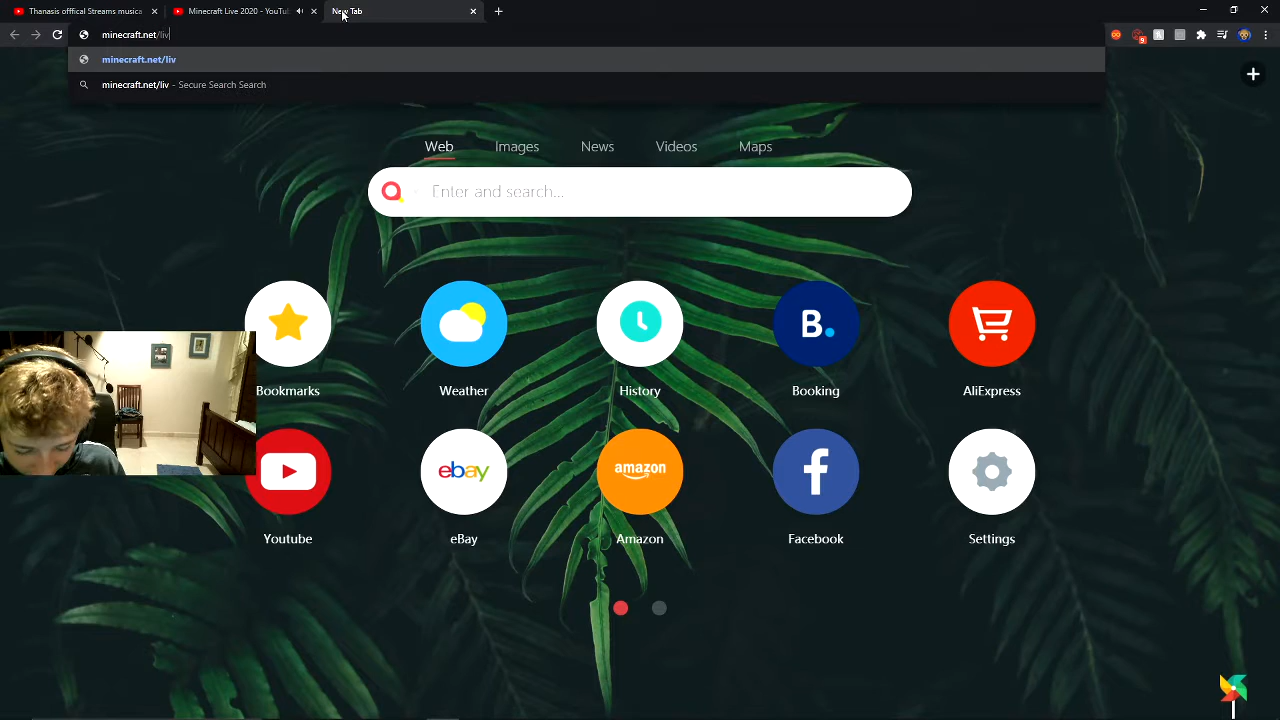 Thanasis offfical Streams musica
Minecraft Live 2020 - YouTu
New Tab
minecraft.net/liv
minecraft.net/liv
minecraft.net/liv - Secure Search Search
9
Web Images News Videos Maps
Enter and search...
B.
Bookmarks Weather History Booking AliExpress
ebay amazon f
Youtube eBay Amazon Facebook Settings